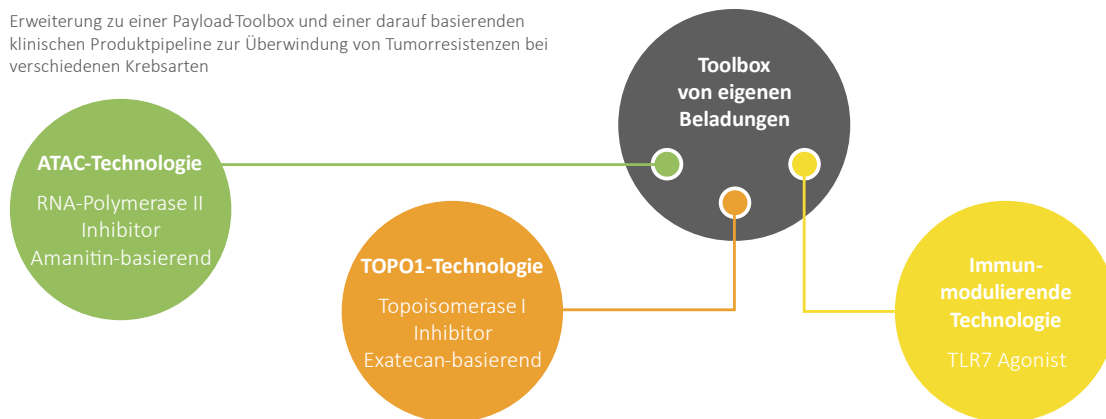 Erweiterung zu einer Payload-Toolbox und einer darauf basierenden
klinischen Produktpipeline zur Überwindung von Tumorresistenzen bei
verschiedenen Krebsarten
Toolbox
von eigenen
Beladungen
ATAC-Technologie
RNA-Polymerase II
Inhibitor
Amanitin-basierend
TOPO1-Technologie
Topoisomerase I
Inhibitor
Exatecan-basierend
Immun-
modulierende
Technologie
TLR7 Agonist